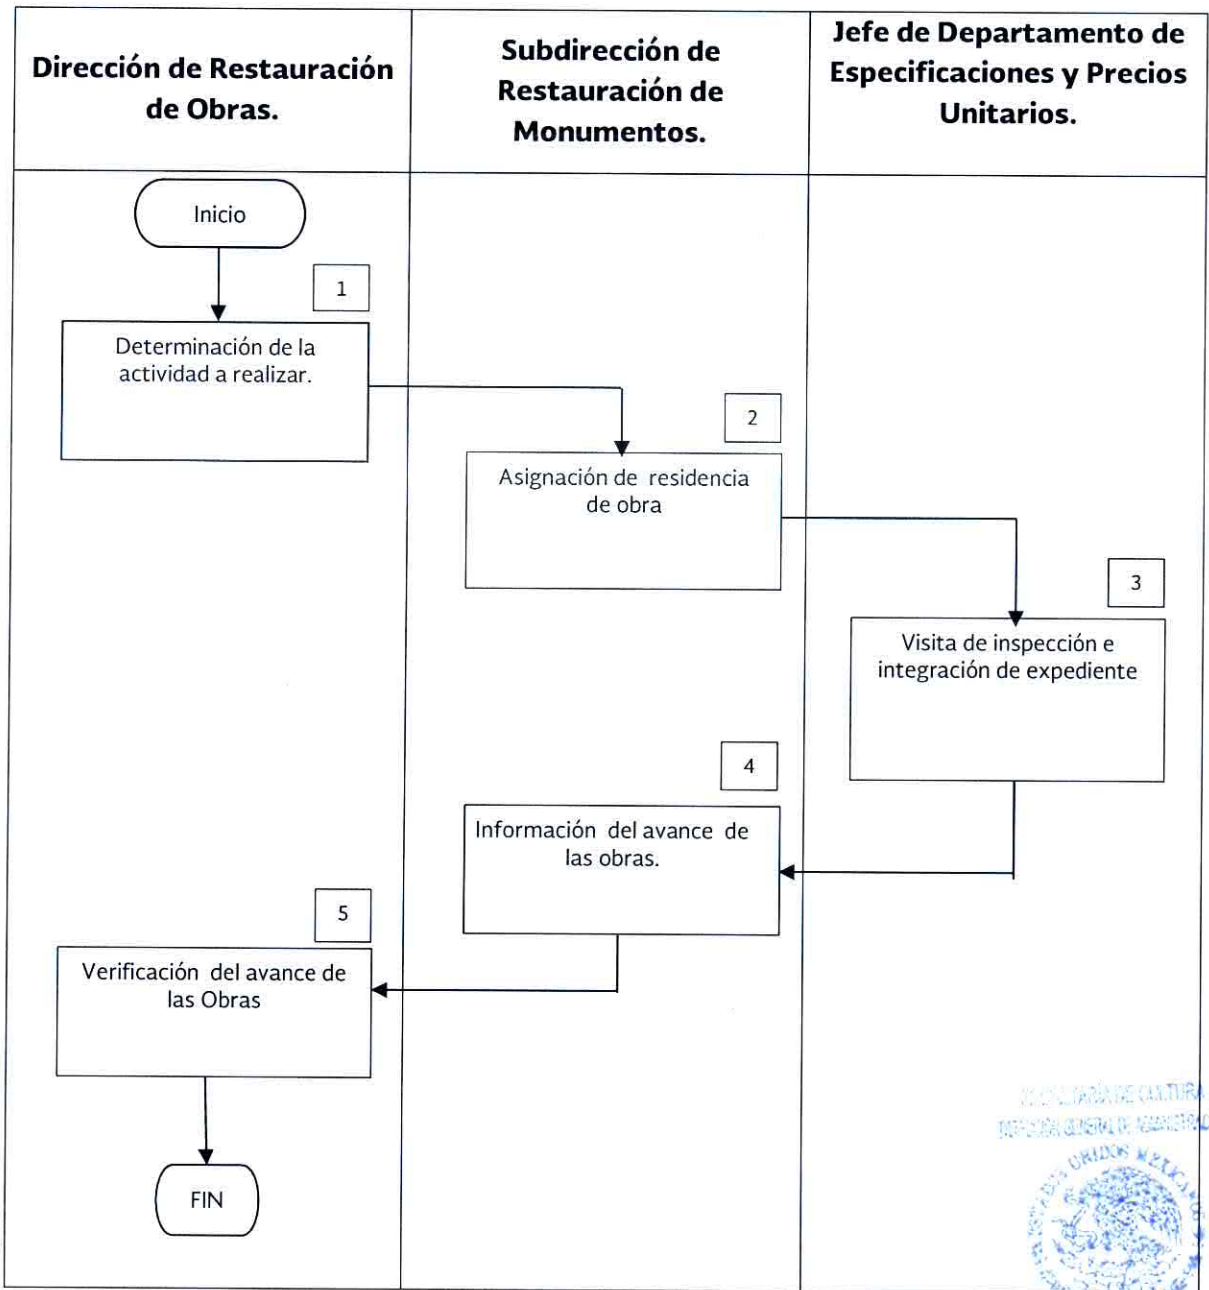 Dirección de Restauración
de Obras.
Subdirección de
Restauración de
Monumentos.
Jefe de Departamento de
Especificaciones y Precios
Unitarios.
Inicio
1
Determinación de la
actividad a realizar.
2
Asignación de residencia
de obra
3
Visita de inspección e
integración de expediente
4
Información del avance de
las obras.
5
Verificación del avance de
las Obras
FIN
CULTURA
UNIDOS